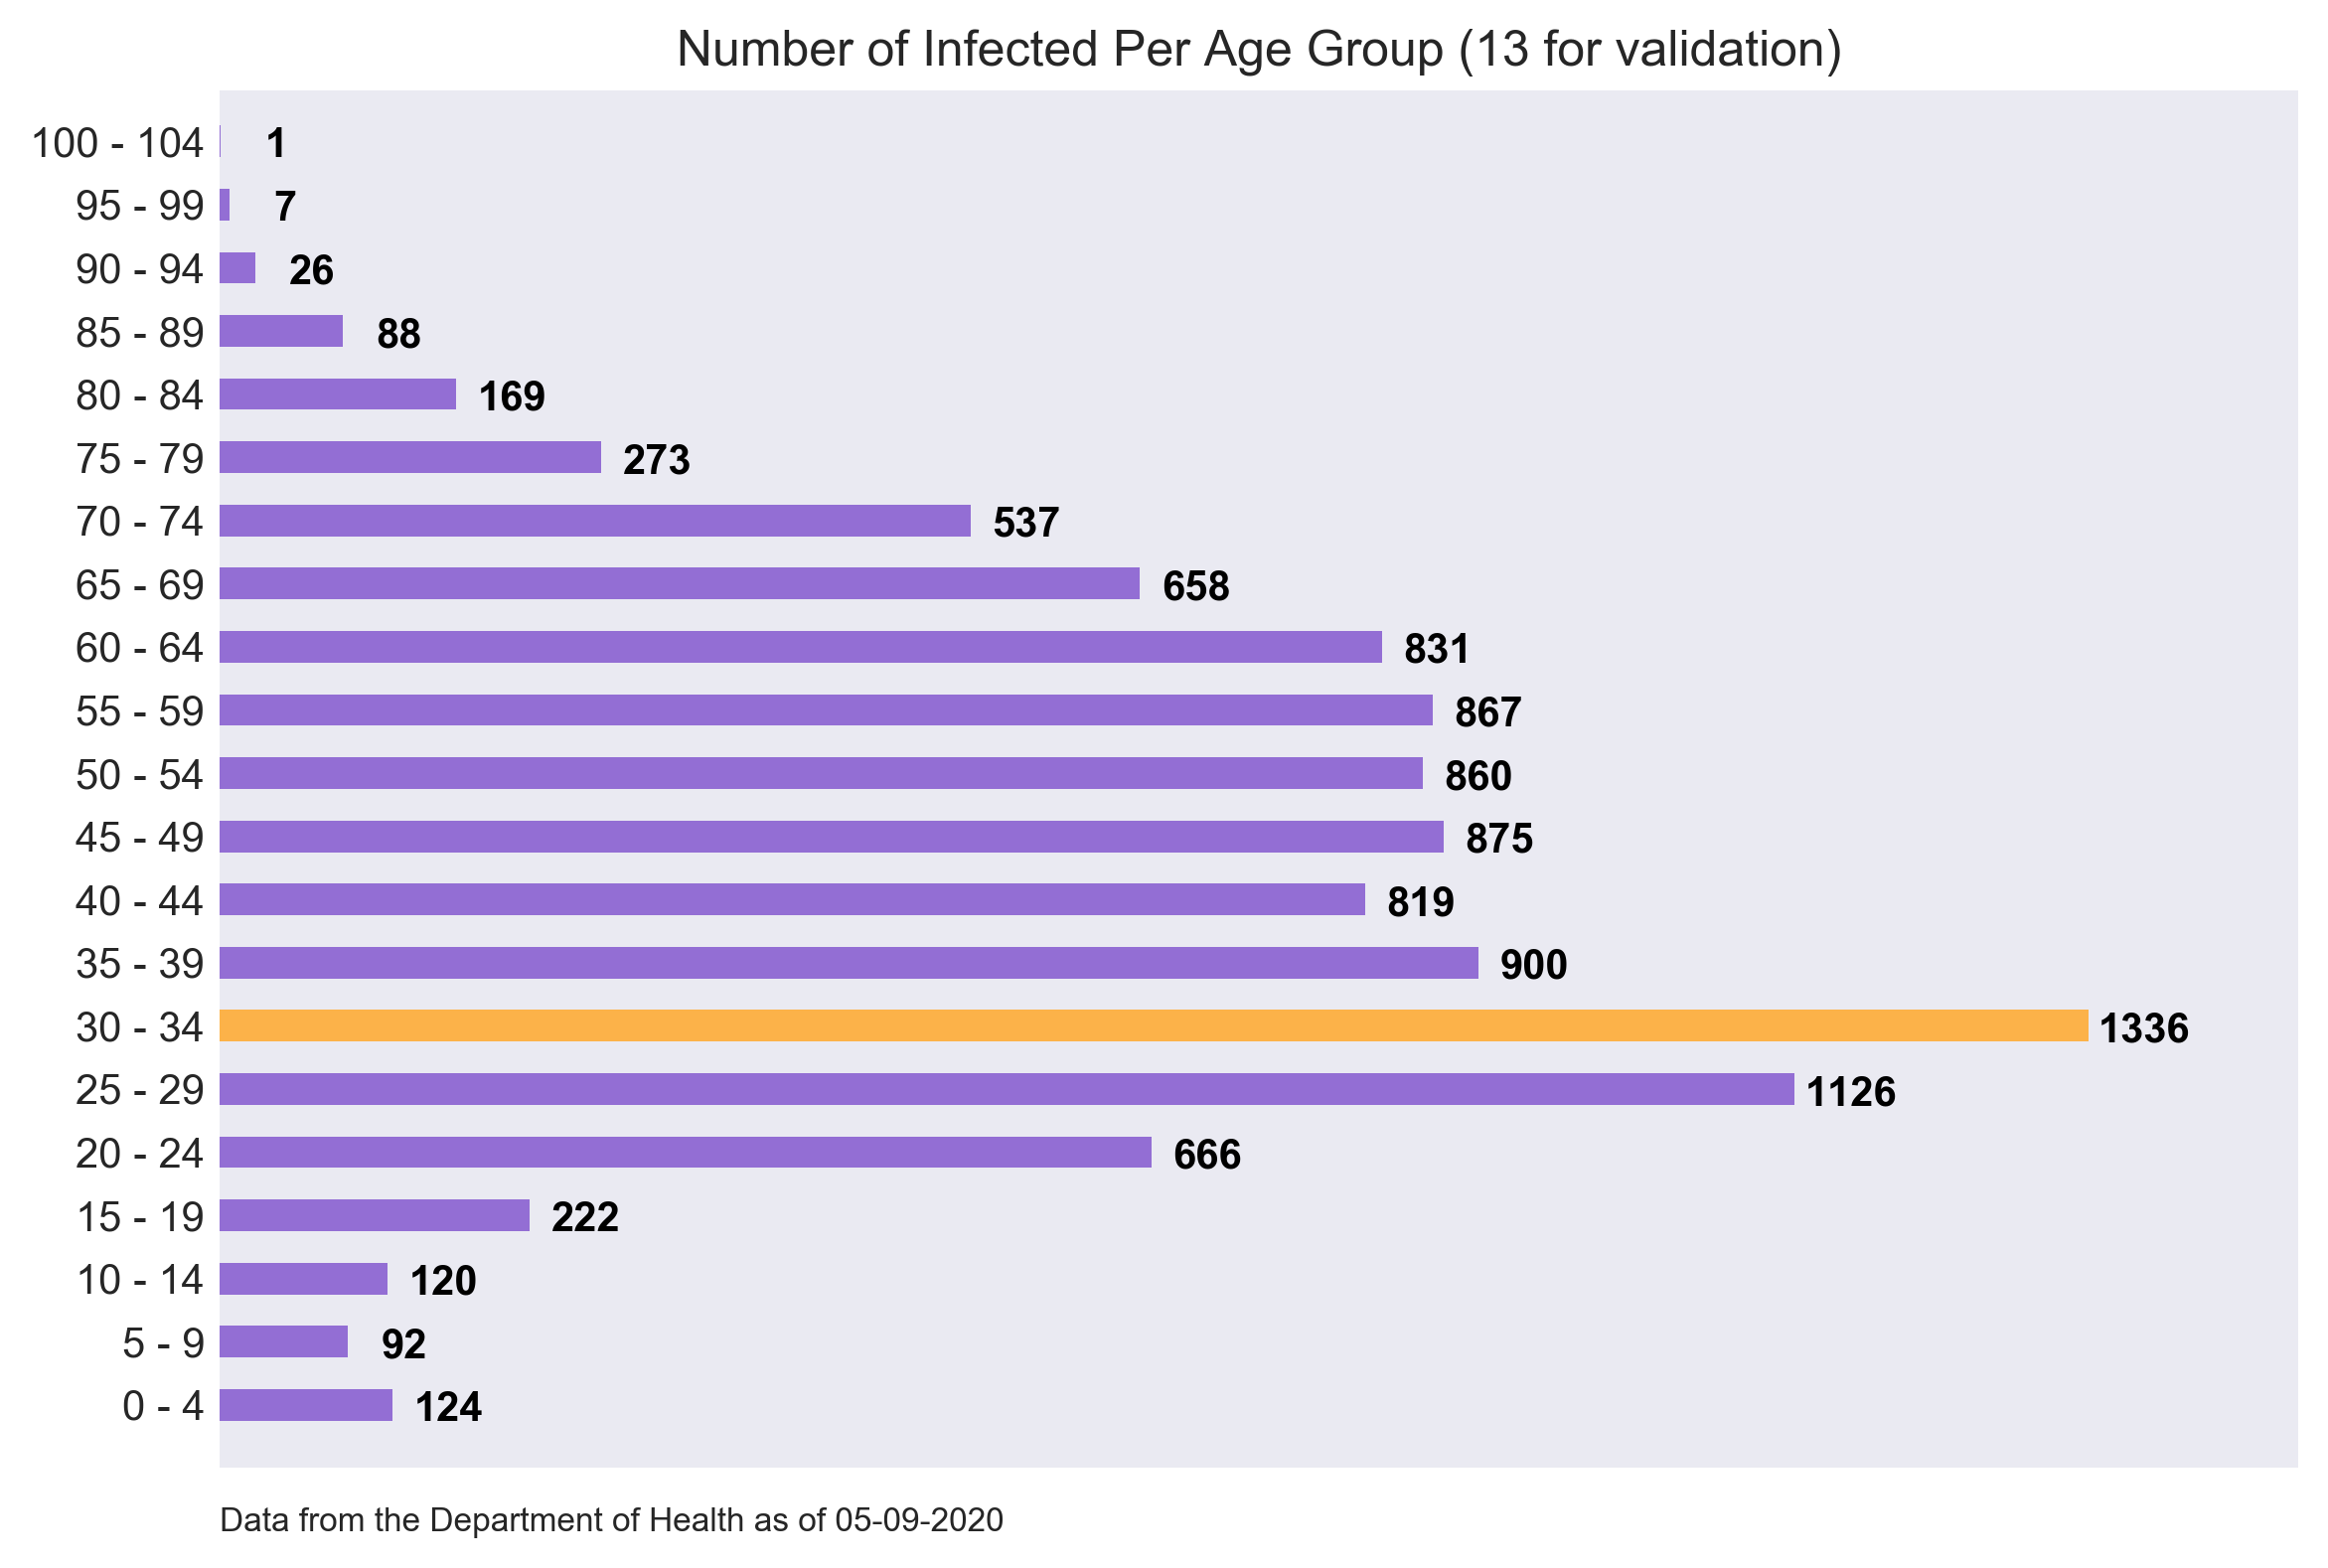 Number of Infected Per Age Group (13 for validation)
100 - 104 1
95 - 99 7
90 - 94 26
85 - 89 88
80 - 84 169
75 - 79 273
70 - 74 537
65 - 69 658
60 - 64 831
55 - 59 867
50 - 54 860
45 - 49 875
40 - 44 819
35 - 39 900
30 - 34 1336
25 - 29 1126
20 - 24 666
15 - 19 222
10 - 14 120
5 - 9 92
0 - 4 124
Data from the Department of Health as of 05-09-2020